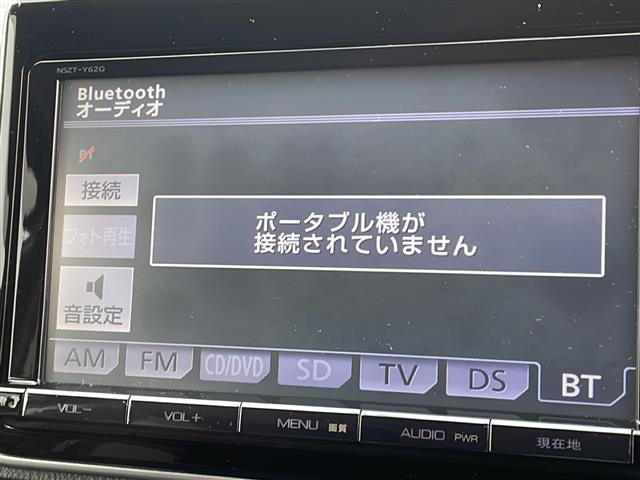 NSZT-Y62G
Bluetooth
オーディオ
BT
接続
ポータブル機が
接続されていません
フォト再生
音設定
AM FM CD/DVD SD TV DS BT
VOL− VOL+ MENU 画質 AUDIO PWR 現在地